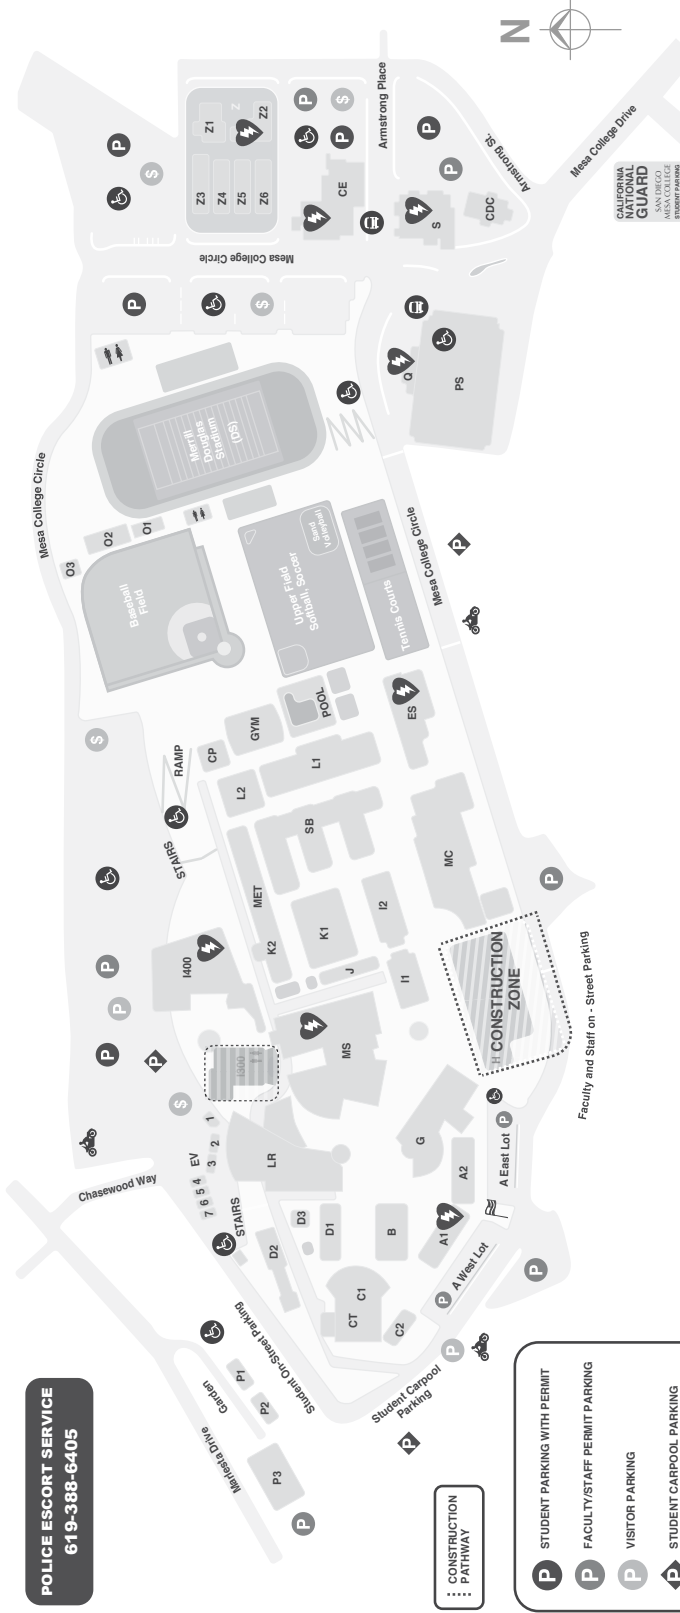 N
Mesa College Drive
CALIFORNIA
NATIONAL
GUARD
SAN DIEGO
MESA COLLEGE
STUDENT PARKING
Armstrong Place
Armstrong St.
P
P
CDC
S
P
$
P
CE
Z1
Z
Z2
Z3
Z4
Z5
Z6
P
$
Mesa College Circle
P
$
Q
PS
Merrill
Douglas
Stadium
(DS)
Mesa College Circle
O1
O2
O3
Baseball
Field
Upper Field
Softball, Soccer
Sand
Volleyball
Tennis Courts
Mesa College Circle
P
POOL
GYM
CP
RAMP
$
ES
L1
L2
STAIRS
SB
MET
MC
P
K1
K2
I2
J
I1
I400
P
P
P
P
$
I300
MS
CONSTRUCTION
ZONE
H
Faculty and Staff on - Street Parking
P
A East Lot
G
A2
A1
LR
EV
1
2
3
4
5
6
7
STAIRS
Chasewood Way
D3
D1
D2
B
C1
CT
C2
P
A West Lot
P
P
Student Carpool
Parking
P
Student On-Street Parking
Garden
P1
P2
P3
Marlesta Drive
P
POLICE ESCORT SERVICE
619-388-6405
CONSTRUCTION
PATHWAY
P STUDENT PARKING WITH PERMIT
P FACULTY/STAFF PERMIT PARKING
P VISITOR PARKING
P STUDENT CARPOOL PARKING